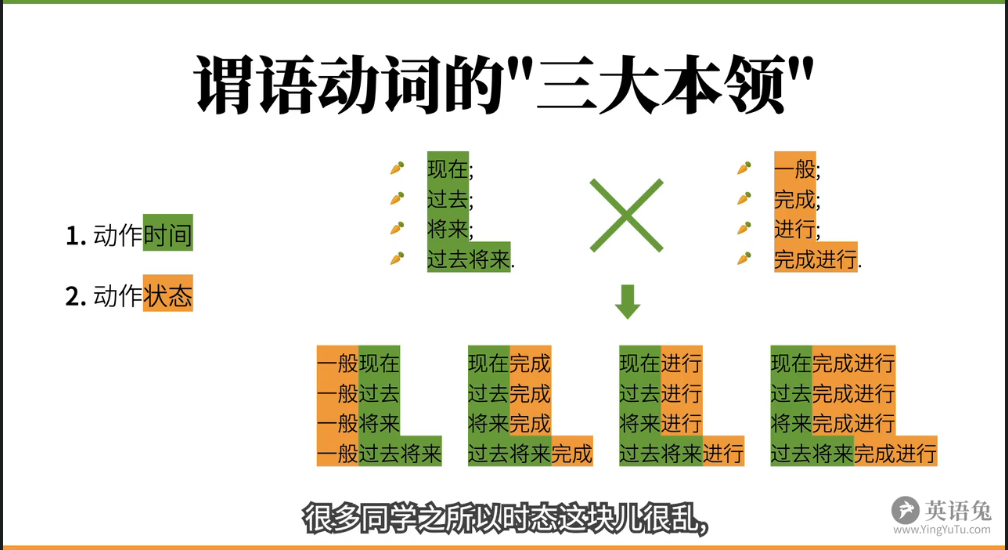 谓语动词的"三大本领"
1. 动作时间
2. 动作状态
现在;
过去;
将来;
过去将来.
一般;
完成;
进行;
完成进行.
一般现在
一般过去
一般将来
一般过去将来
现在完成
过去完成
将来完成
过去将来完成
现在进行
过去进行
将来进行
过去将来进行
现在完成进行
过去完成进行
将来完成进行
过去将来完成进行
很多同学之所以时态这块儿很乱,
英语兔
www.YingYuTu.com